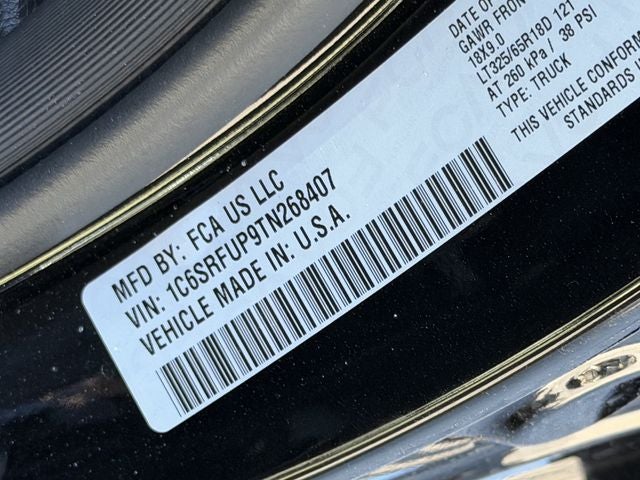 MFD BY: FCA US LLC
VIN: 1C6SRFUP9TN268407
VEHICLE MADE IN: U.S.A.
DATE OF
GAWR FRON
18X9.0
LT325/65R18D 121
AT 260 kPa / 38 PSI
TYPE: TRUCK
THIS VEHICLE CONFORM
STANDARDS